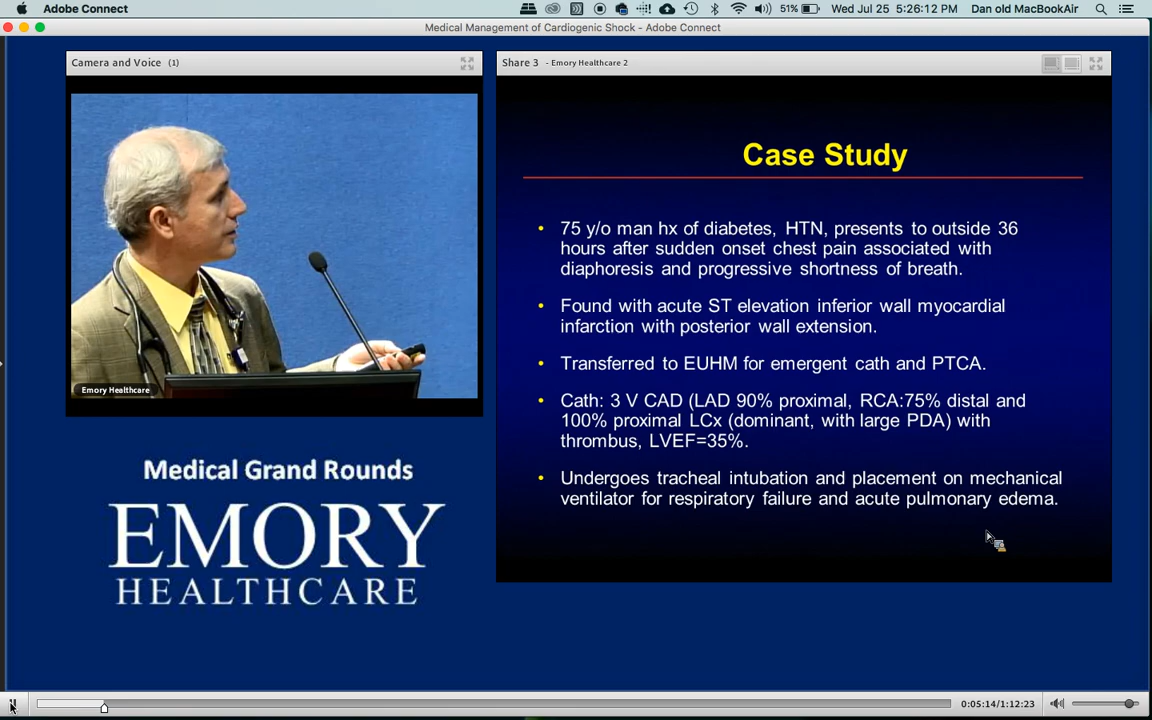 Adobe Connect
51%
Wed Jul 25 5:26:12 PM
Dan old MacBookAir
Medical Management of Cardiogenic Shock - Adobe Connect
Camera and Voice (1)
Share 3 - Emory Healthcare 2
Emory Healthcare
Case Study
• 75 y/o man hx of diabetes, HTN, presents to outside 36
hours after sudden onset chest pain associated with
diaphoresis and progressive shortness of breath.
• Found with acute ST elevation inferior wall myocardial
infarction with posterior wall extension.
• Transferred to EUHM for emergent cath and PTCA.
• Cath: 3 V CAD (LAD 90% proximal, RCA:75% distal and
100% proximal LCx (dominant, with large PDA) with
thrombus, LVEF=35%.
• Undergoes tracheal intubation and placement on mechanical
ventilator for respiratory failure and acute pulmonary edema.
Medical Grand Rounds
EMORY
HEALTHCARE
0:05:14/1:12:23